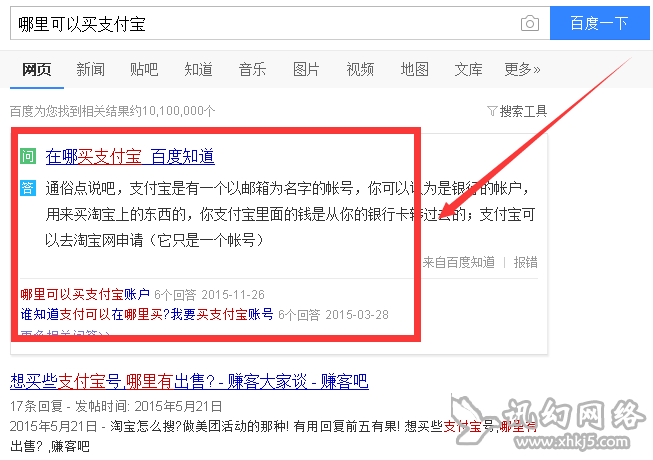 哪里可以买支付宝
百度一下
网页 新闻 贴吧 知道 音乐 图片 视频 地图 文库 更多»
百度为您找到相关结果约10,100,000个
搜索工具
问 在哪买支付宝_百度知道
答 通俗点说吧，支付宝是有一个以邮箱为名字的帐号，你可以认为是银行的帐户，
用来买淘宝上的东西的，你支付宝里面的钱是从你的银行卡转过去的；支付宝可
以去淘宝网申请（它只是一个帐号）
来自百度知道 | 报错
哪里可以买支付宝账户 6个回答 2015-11-26
谁知道支付可以在哪里买?我要买支付宝账号 6个回答 2015-03-28
更多相关问答>>
想买些支付宝号,哪里有出售? - 赚客大家谈 - 赚客吧
17条回复 - 发帖时间: 2015年5月21日
2015年5月21日 - 淘宝怎么搜?做美团活动的那种! 有用回复前五有果! 想买些支付宝号,哪里有
出售? ,赚客吧
讯幻网络
www.xhkj5.com